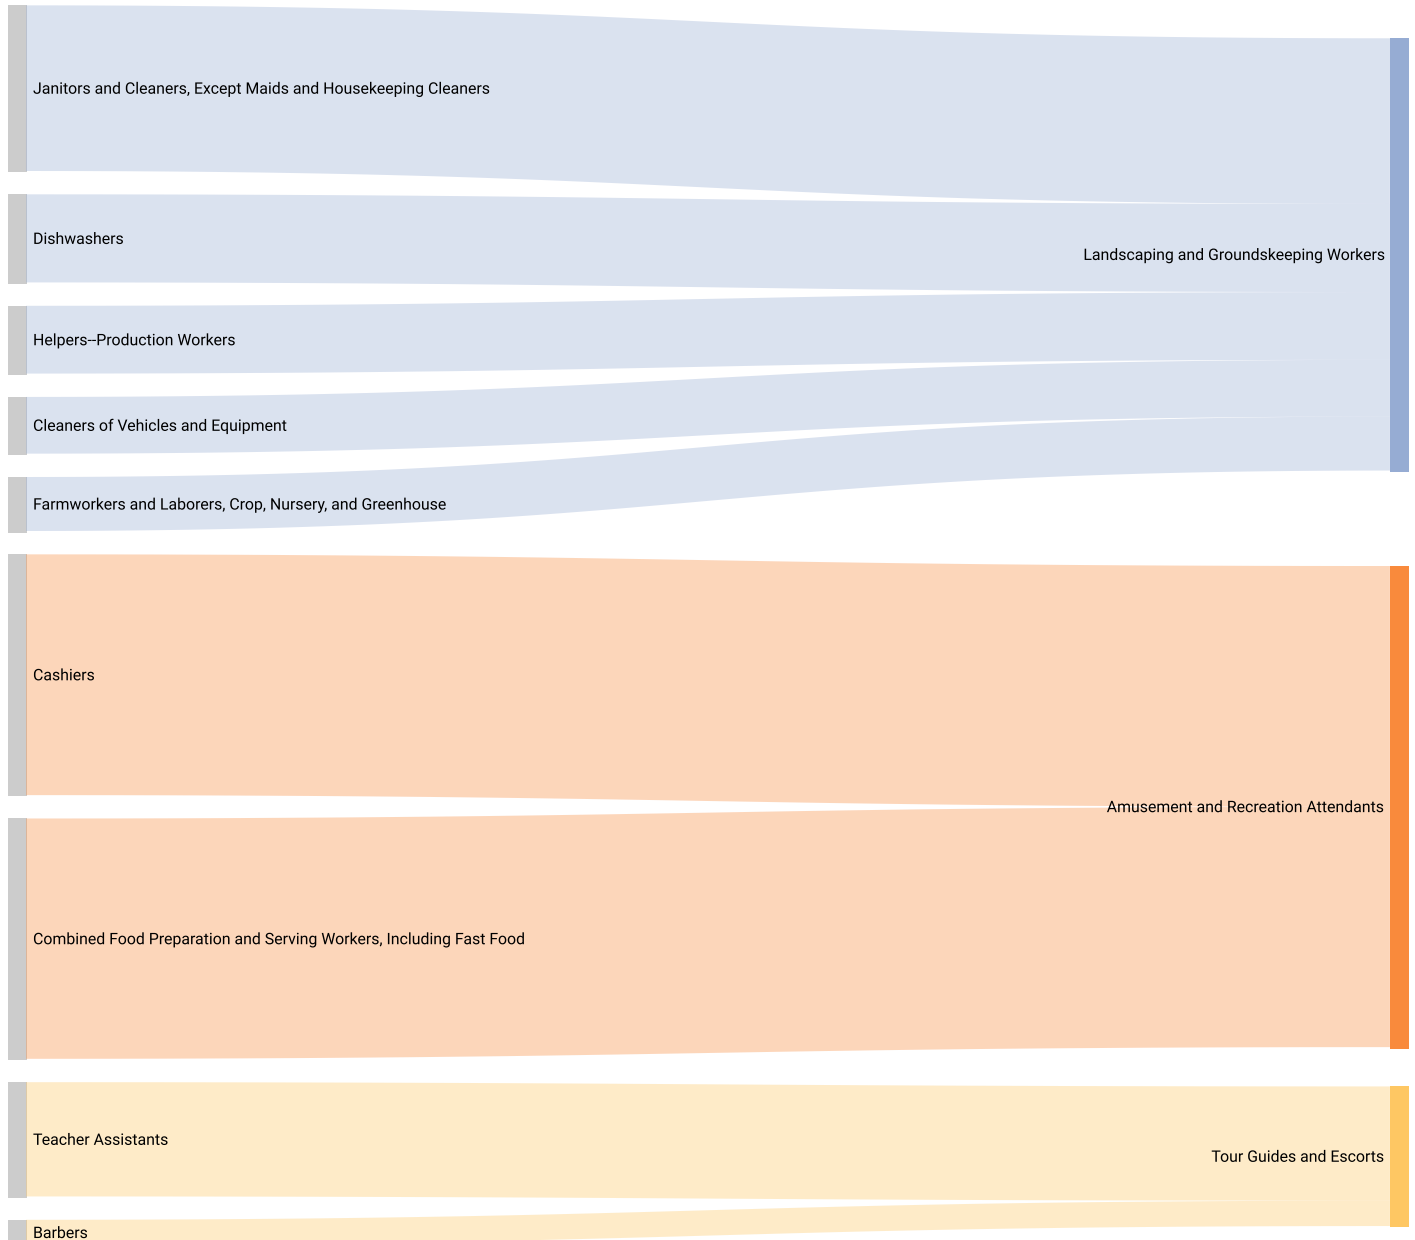 Janitors and Cleaners, Except Maids and Housekeeping Cleaners
Dishwashers
Landscaping and Groundskeeping Workers
Helpers--Production Workers
Cleaners of Vehicles and Equipment
Farmworkers and Laborers, Crop, Nursery, and Greenhouse
Cashiers
Amusement and Recreation Attendants
Combined Food Preparation and Serving Workers, Including Fast Food
Teacher Assistants
Tour Guides and Escorts
Barbers